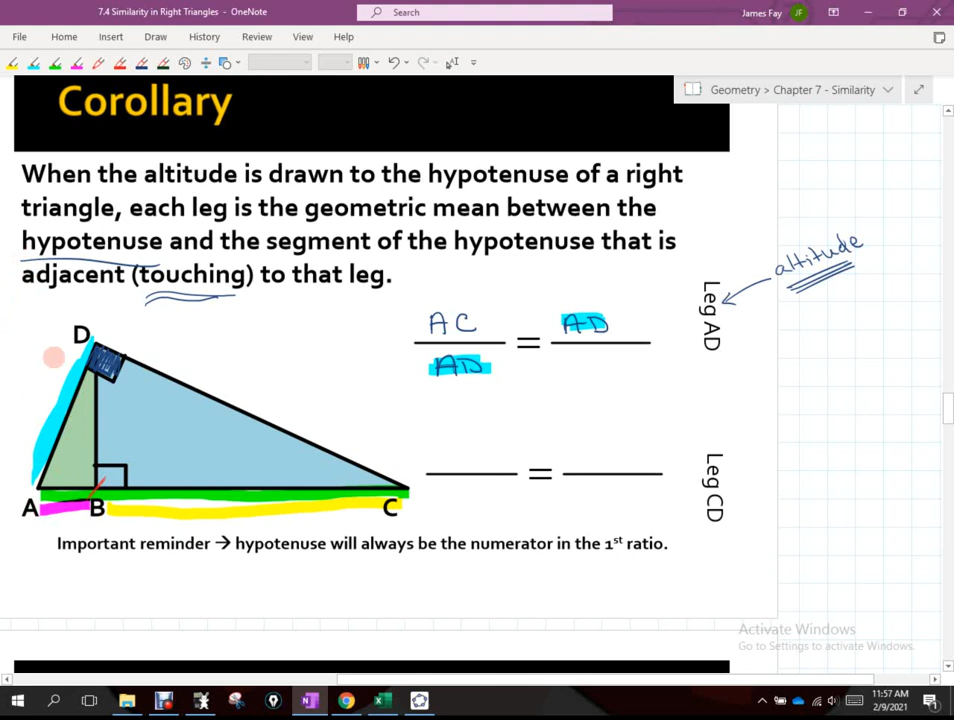 7.4 Similarity in Right Triangles - OneNote
Search
James Fay JF
File Home Insert Draw History Review View Help
Geometry > Chapter 7 - Similarity
Corollary
When the altitude is drawn to the hypotenuse of a right
triangle, each leg is the geometric mean between the
hypotenuse and the segment of the hypotenuse that is
adjacent (touching) to that leg.
altitude
Leg AD
D
AC = AD
AD
=
Leg CD
A B C
Important reminder → hypotenuse will always be the numerator in the 1st ratio.
Activate Windows
Go to Settings to activate Windows.
11:57 AM
2/9/2021